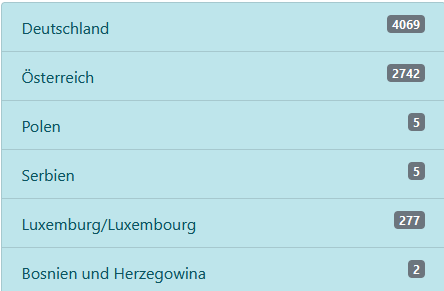 Deutschland 4069
Österreich 2742
Polen 5
Serbien 5
Luxemburg/Luxembourg 277
Bosnien und Herzegowina 2